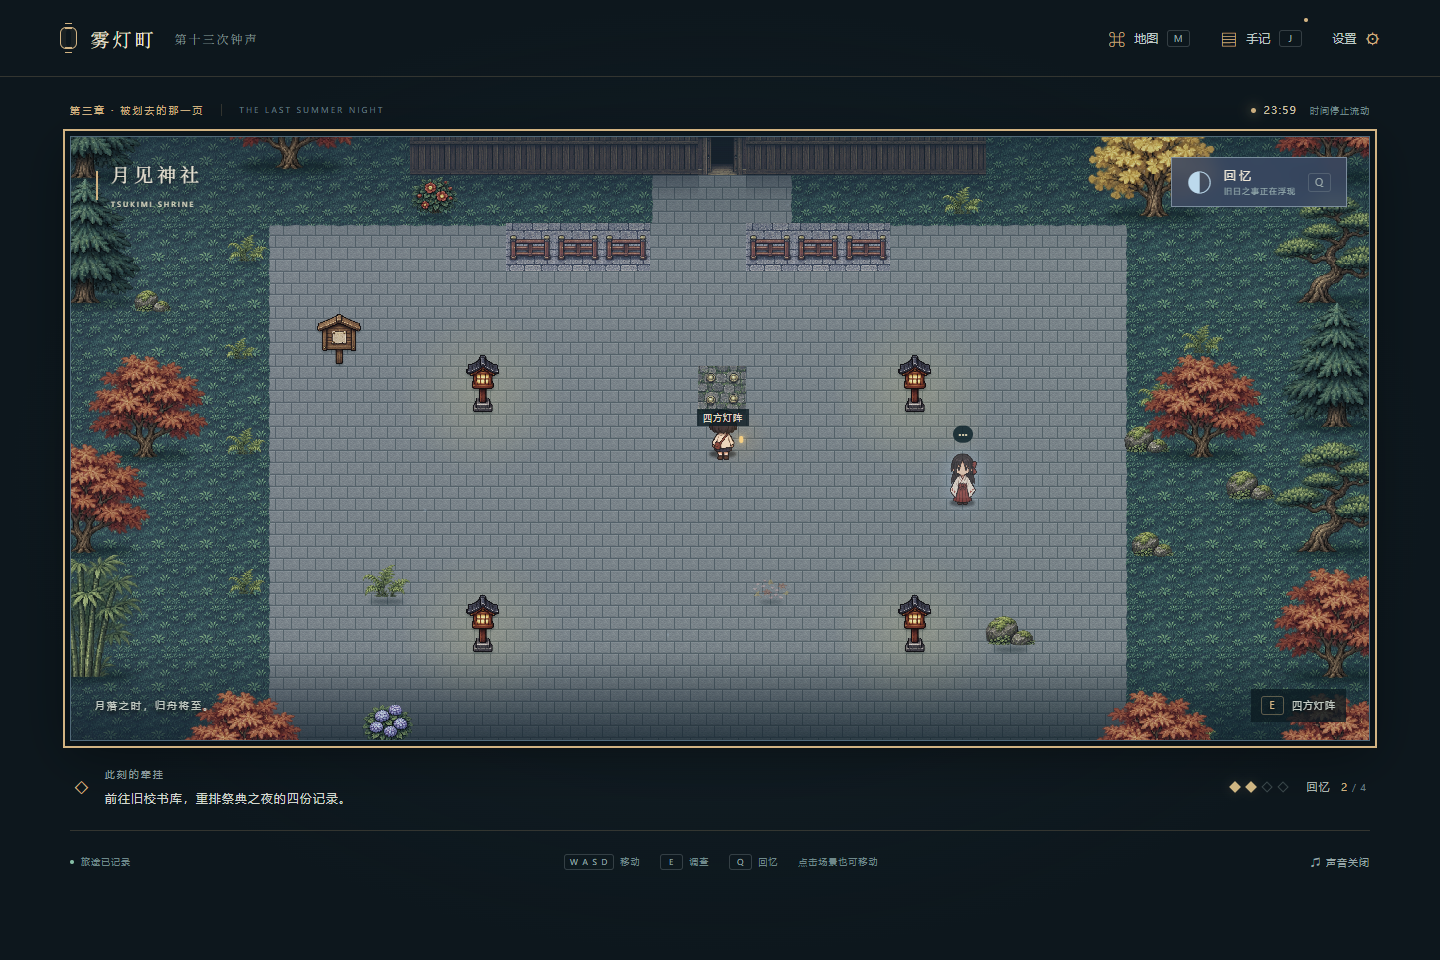 雾灯町 第十三次钟声
地图 M 手记 J 设置
第三章 · 被划去的那一页 THE LAST SUMMER NIGHT
23:59 时间停止流动
月见神社
TSUKIMI SHRINE
回忆
旧日之事正在浮现
Q
四方灯阵
...
月落之时，归舟将至。
E 四方灯阵
此刻的牵挂
前往旧校书库，重排祭典之夜的四份记录。
回忆 2 / 4
旅途已记录
WASD 移动 E 调查 Q 回忆 点击场景也可移动
声音关闭